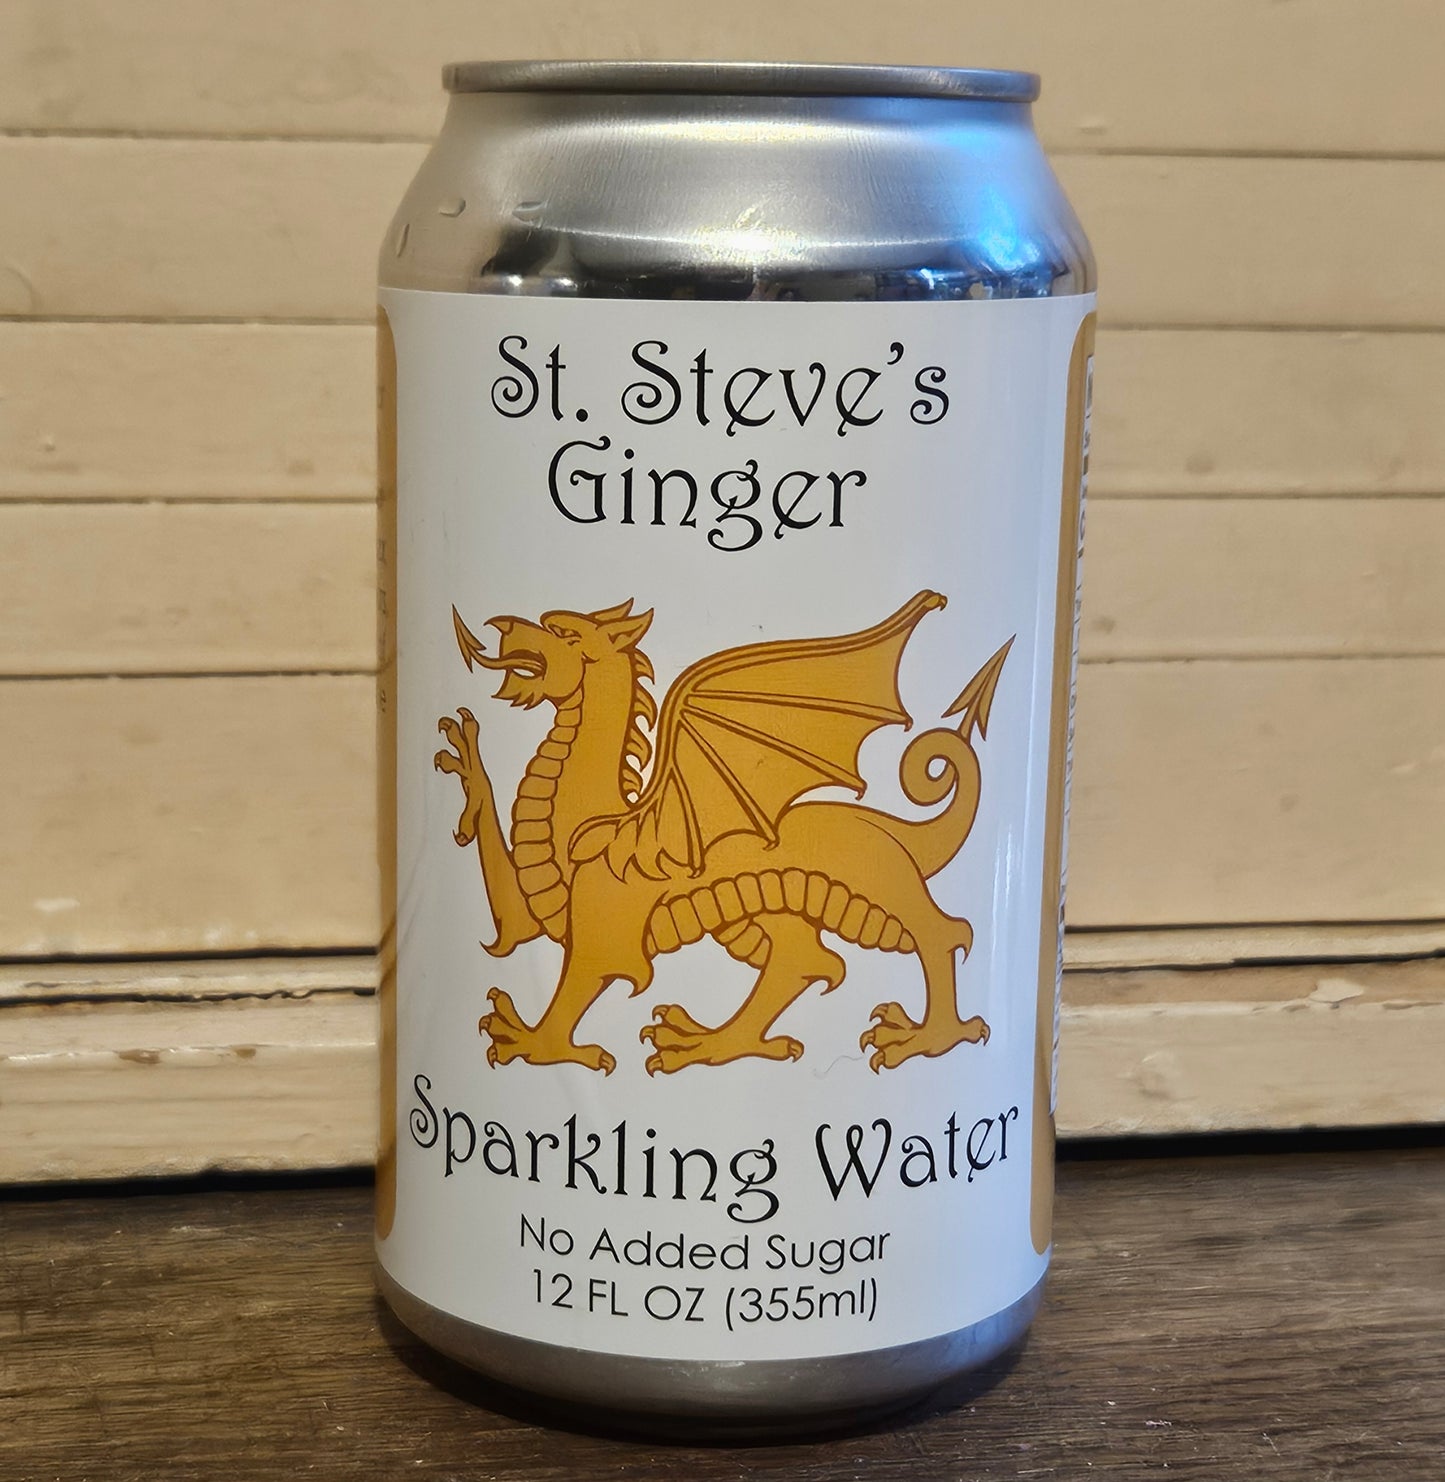 St. Steve's
Ginger
Sparkling Water
No Added Sugar
12 FL OZ (355ml)